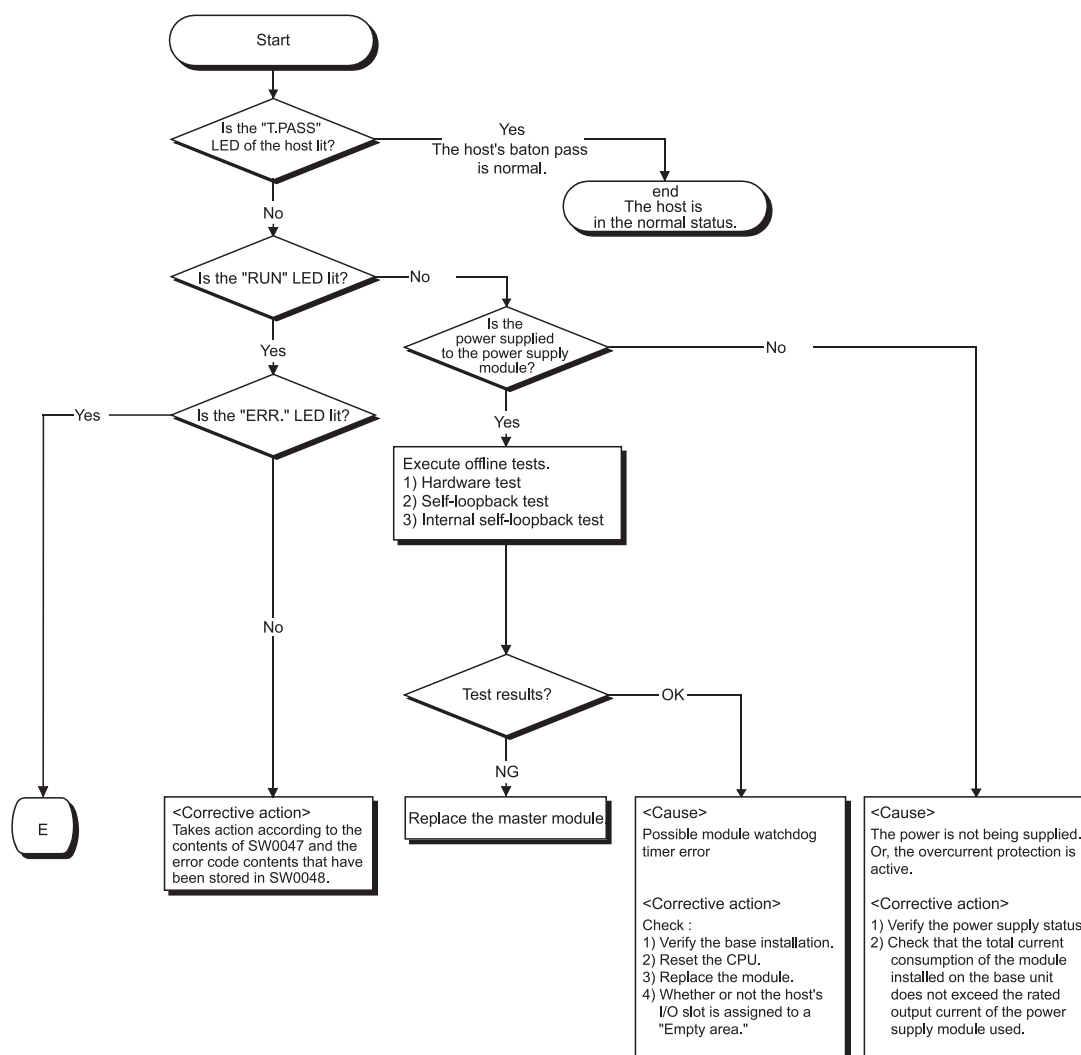 Start
Is the "T.PASS"
LED of the host lit?
Yes
The host's baton pass
is normal.
end
The host is
in the normal status.
No
Is the "RUN" LED lit?
No
Is the
power supplied
to the power supply
module?
No
Yes
Is the "ERR." LED lit?
Yes
Yes
Execute offline tests.
1) Hardware test
2) Self-loopback test
3) Internal self-loopback test
No
Test results?
OK
NG
E
<Corrective action>
Takes action according to the
contents of SW0047 and the
error code contents that have
been stored in SW0048.
Replace the master module.
<Cause>
Possible module watchdog
timer error
<Corrective action>
Check :
1) Verify the base installation.
2) Reset the CPU.
3) Replace the module.
4) Whether or not the host's
I/O slot is assigned to a
"Empty area."
<Cause>
The power is not being supplied.
Or, the overcurrent protection is
active.
<Corrective action>
1) Verify the power supply status
2) Check that the total current
consumption of the module
installed on the base unit
does not exceed the rated
output current of the power
supply module used.